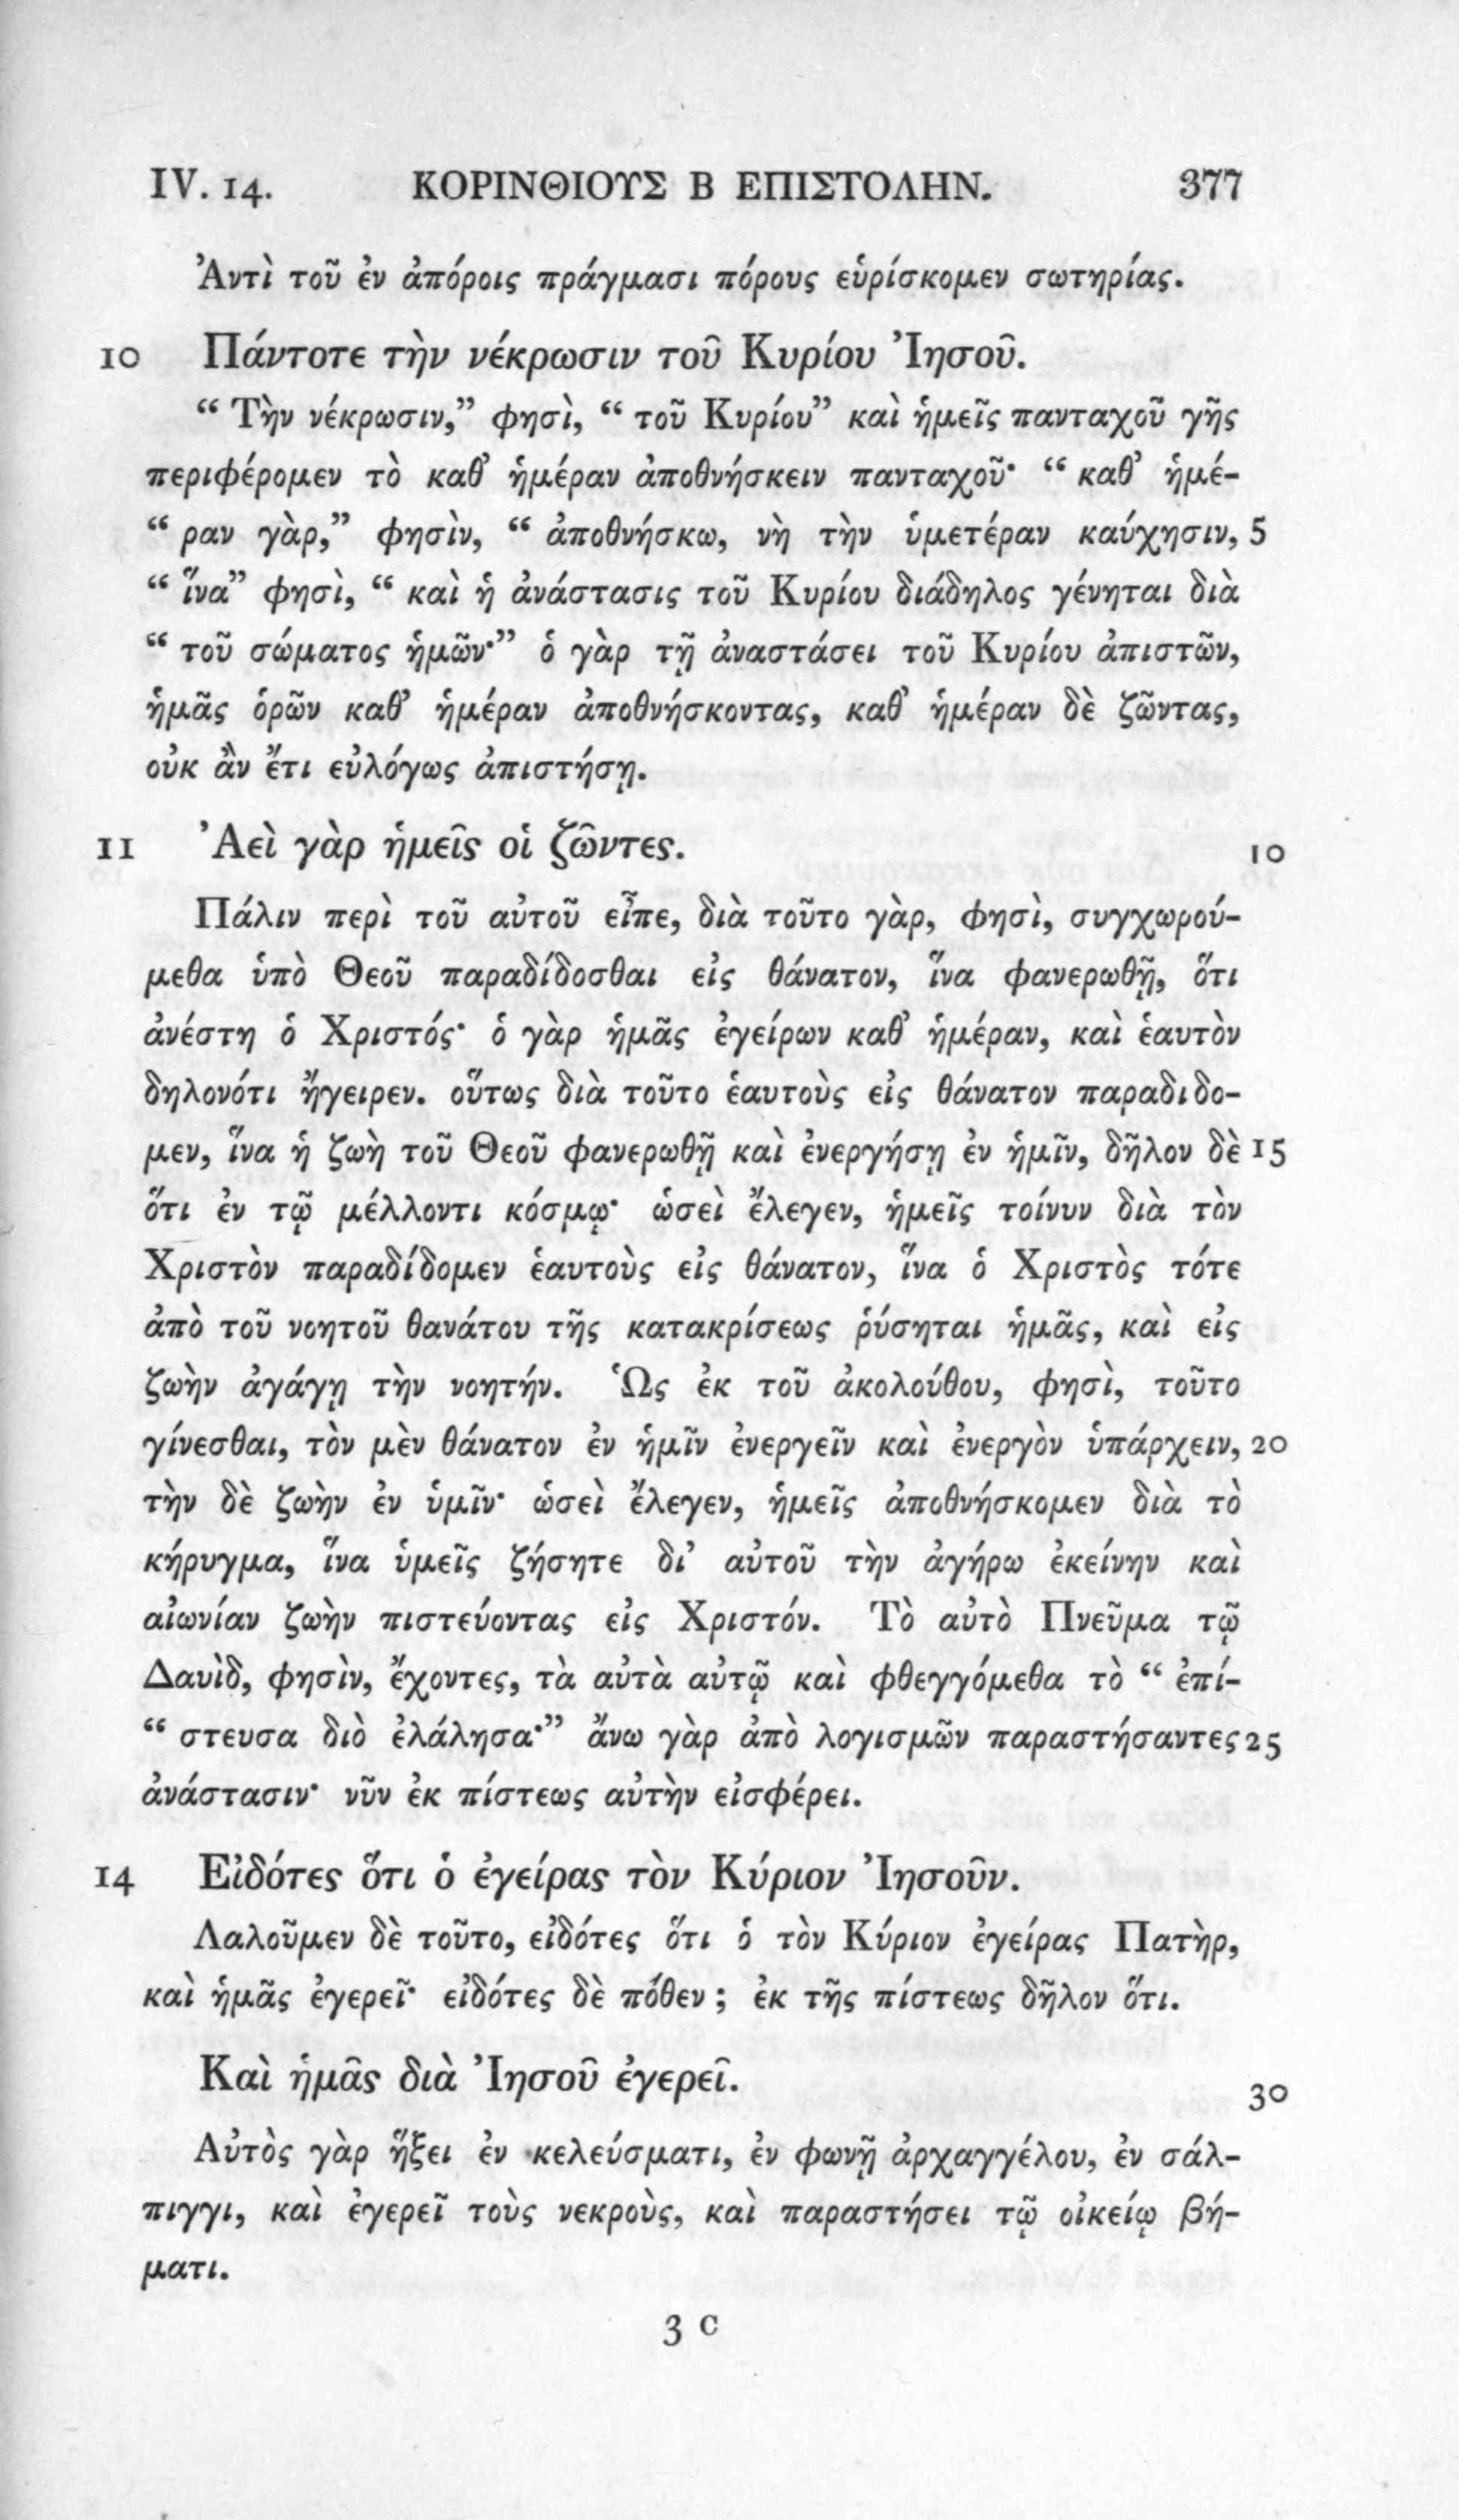 IV. 14. ΚΟΡΙΝΘΙΟΥΣ Β ΕΠΙΣΤΟΛΗΝ. 377
Ἀντὶ τοῦ ἐν ἀπόροις πράγμασι πόρους εὑρίσκομεν σωτηρίας.
10 Πάντοτε τὴν νέκρωσιν τοῦ Κυρίου Ἰησοῦ.
“ Τὴν νέκρωσιν,” φησὶ, “ τοῦ Κυρίου” καὶ ἡμεῖς πανταχοῦ γῆς
περιφέρομεν τὸ καθ’ ἡμέραν ἀποθνήσκειν πανταχοῦ· “ καθ’ ἡμέ-
“ ραν γὰρ,” φησὶν, “ ἀποθνήσκω, νὴ τὴν ὑμετέραν καύχησιν, 5
“ ἵνα” φησὶ, “ καὶ ἡ ἀνάστασις τοῦ Κυρίου διάδηλος γένηται διὰ
“ τοῦ σώματος ἡμῶν·” ὁ γὰρ τῇ ἀναστάσει τοῦ Κυρίου ἀπιστῶν,
ἡμᾶς ὁρῶν καθ’ ἡμέραν ἀποθνήσκοντας, καθ’ ἡμέραν δὲ ζῶντας,
οὐκ ἂν ἔτι εὐλόγως ἀπιστήσῃ.
11 Ἀεὶ γὰρ ἡμεῖς οἱ ζῶντες. 10
Πάλιν περὶ τοῦ αὐτοῦ εἶπε, διὰ τοῦτο γὰρ, φησὶ, συγχωρού-
μεθα ὑπὸ Θεοῦ παραδίδοσθαι εἰς θάνατον, ἵνα φανερωθῇ, ὅτι
ἀνέστη ὁ Χριστός· ὁ γὰρ ἡμᾶς ἐγείρων καθ’ ἡμέραν, καὶ ἑαυτὸν
δηλονότι ἤγειρεν. οὕτως διὰ τοῦτο ἑαυτοὺς εἰς θάνατον παραδιδο-
μεν, ἵνα ἡ ζωὴ τοῦ Θεοῦ φανερωθῇ καὶ ἐνεργήσῃ ἐν ἡμῖν, δῆλον δὲ 15
ὅτι ἐν τῷ μέλλοντι κόσμῳ· ὡσεὶ ἔλεγεν, ἡμεῖς τοίνυν διὰ τὸν
Χριστὸν παραδίδομεν ἑαυτοὺς εἰς θάνατον, ἵνα ὁ Χριστὸς τότε
ἀπὸ τοῦ νοητοῦ θανάτου τῆς κατακρίσεως ῥύσηται ἡμᾶς, καὶ εἰς
ζωὴν ἀγάγῃ τὴν νοητήν. Ὡς ἐκ τοῦ ἀκολούθου, φησὶ, τοῦτο
γίνεσθαι, τὸν μὲν θάνατον ἐν ἡμῖν ἐνεργεῖν καὶ ἐνεργὸν ὑπάρχειν, 20
τὴν δὲ ζωὴν ἐν ὑμῖν· ὡσεὶ ἔλεγεν, ἡμεῖς ἀποθνήσκομεν διὰ τὸ
κήρυγμα, ἵνα ὑμεῖς ζήσητε δι’ αὐτοῦ τὴν ἀγήρω ἐκείνην καὶ
αἰωνίαν ζωὴν πιστεύοντας εἰς Χριστόν. Τὸ αὐτὸ Πνεῦμα τῷ
Δαυὶδ, φησὶν, ἔχοντες, τὰ αὐτὰ αὐτῷ καὶ φθεγγόμεθα τὸ “ ἐπί-
“ στευσα διὸ ἐλάλησα·” ἄνω γὰρ ἀπὸ λογισμῶν παραστήσαντες 25
ἀνάστασιν· νῦν ἐκ πίστεως αὐτὴν εἰσφέρει.
14 Εἰδότες ὅτι ὁ ἐγείρας τὸν Κύριον Ἰησοῦν.
Λαλοῦμεν δὲ τοῦτο, εἰδότες ὅτι ὁ τὸν Κύριον ἐγείρας Πατὴρ,
καὶ ἡμᾶς ἐγερεῖ· εἰδότες δὲ πόθεν ; ἐκ τῆς πίστεως δῆλον ὅτι.
Καὶ ἡμᾶς διὰ Ἰησοῦ ἐγερεῖ. 30
Αὐτὸς γὰρ ἥξει ἐν κελεύσματι, ἐν φωνῇ ἀρχαγγέλου, ἐν σάλ-
πιγγι, καὶ ἐγερεῖ τοὺς νεκροὺς, καὶ παραστήσει τῷ οἰκείῳ βή-
ματι.
3 C